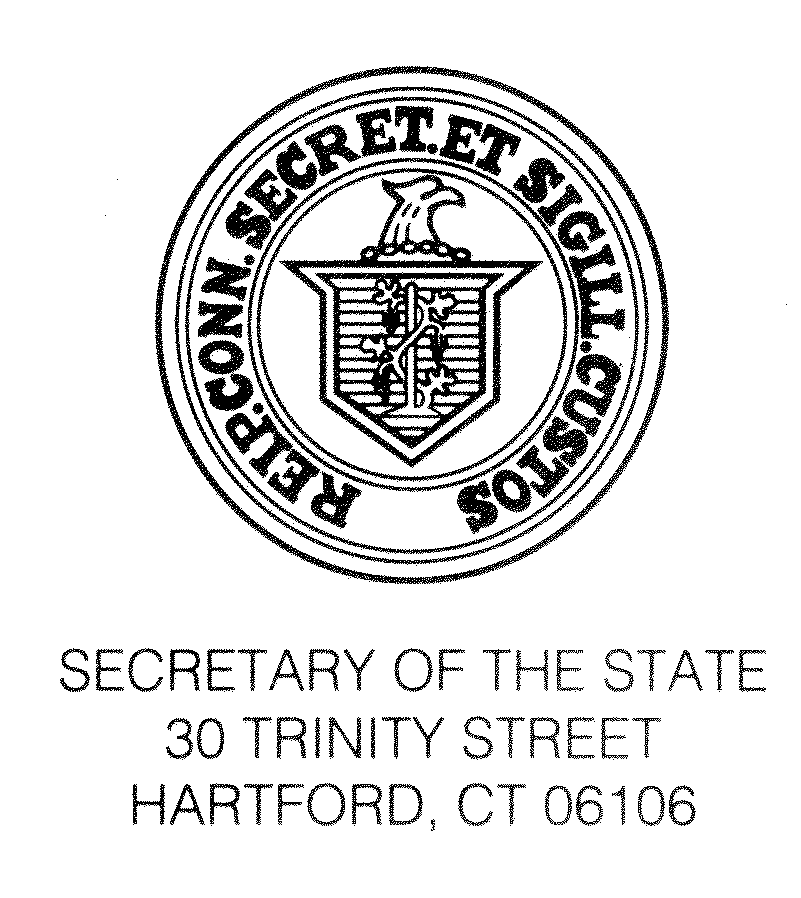 REIP.CONN.SECRET.ET SIGILL.CUSTOS
SECRETARY OF THE STATE
30 TRINITY STREET
HARTFORD, CT 06106